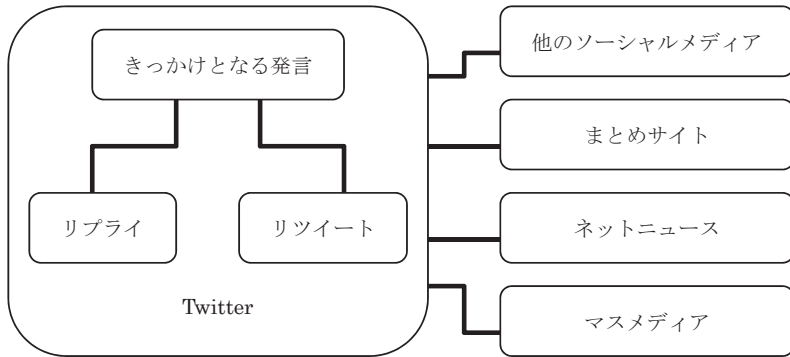 きっかけとなる発言
リプライ
リツイート
Twitter
他のソーシャルメディア
まとめサイト
ネットニュース
マスメディア